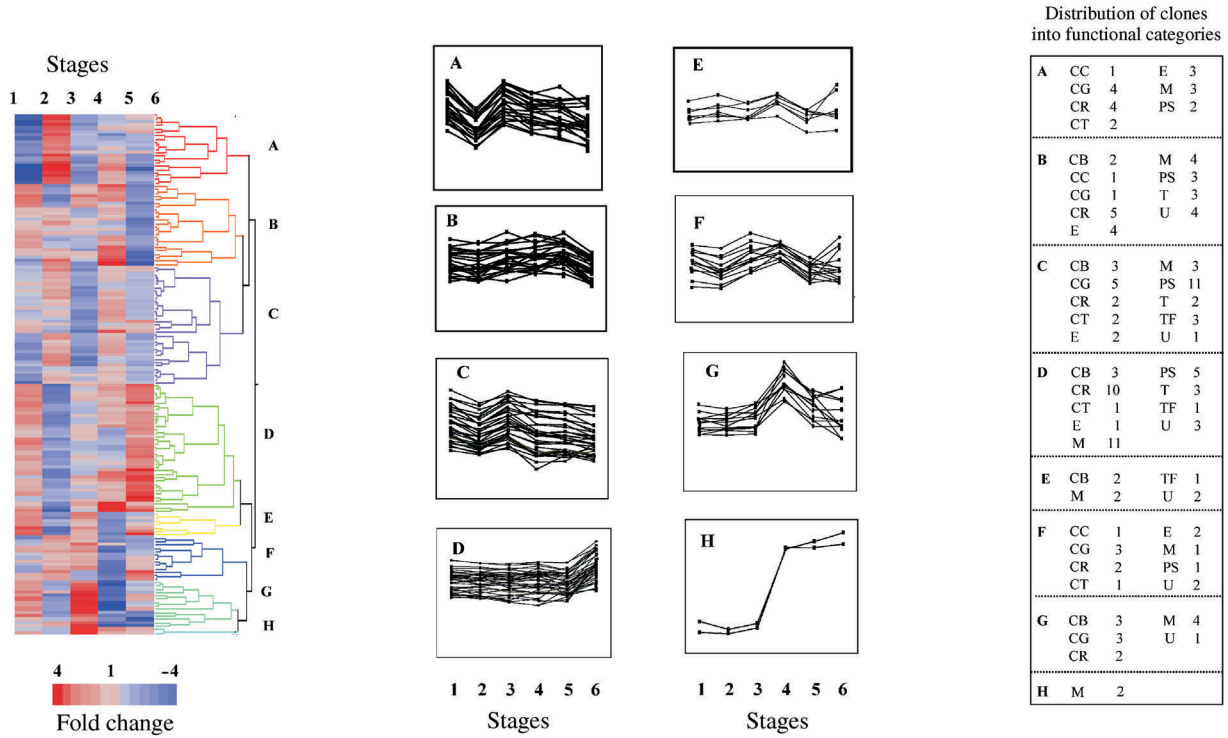 Stages
1 2 3 4 5 6
A
B
C
D
E
F
G
H
4 1 −4
Fold change
A
B
C
D
1 2 3 4 5 6
Stages
E
F
G
H
1 2 3 4 5 6
Stages
Distribution of clones
into functional categories
A CC 1 E 3
CG 4 M 3
CR 4 PS 2
CT 2
B CB 2 M 4
CC 1 PS 3
CG 1 T 3
CR 5 U 4
E 4
C CB 3 M 3
CG 5 PS 11
CR 2 T 2
CT 2 TF 3
E 2 U 1
D CB 3 PS 5
CR 10 T 3
CT 1 TF 1
E 1 U 3
M 11
E CB 2 TF 1
M 2 U 2
F CC 1 E 2
CG 3 M 1
CR 2 PS 1
CT 1 U 2
G CB 3 M 4
CG 3 U 1
CR 2
H M 2